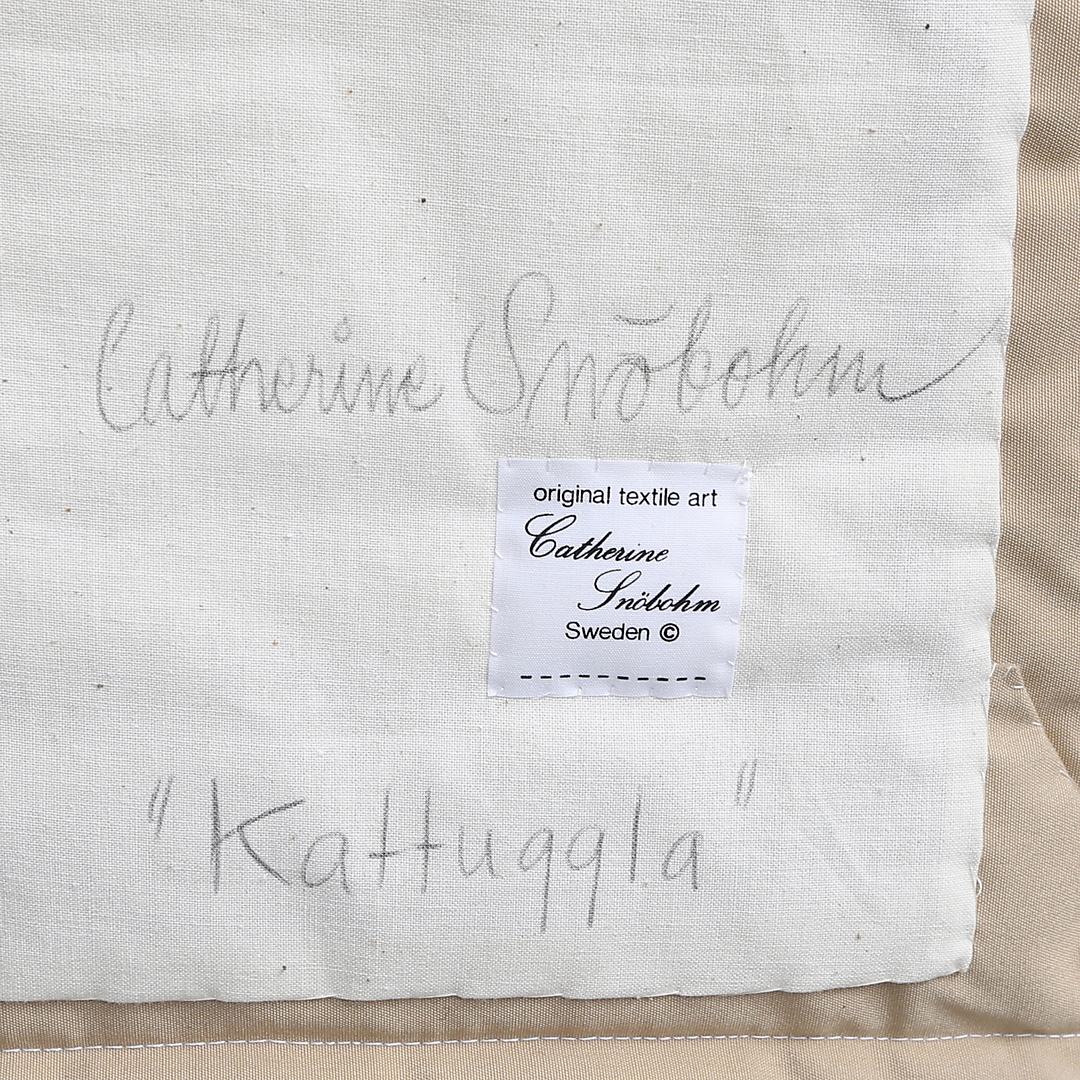 Catherine Snöbohm
original textile art
Catherine
Snöbohm
Sweden ©
"Kattuggla"